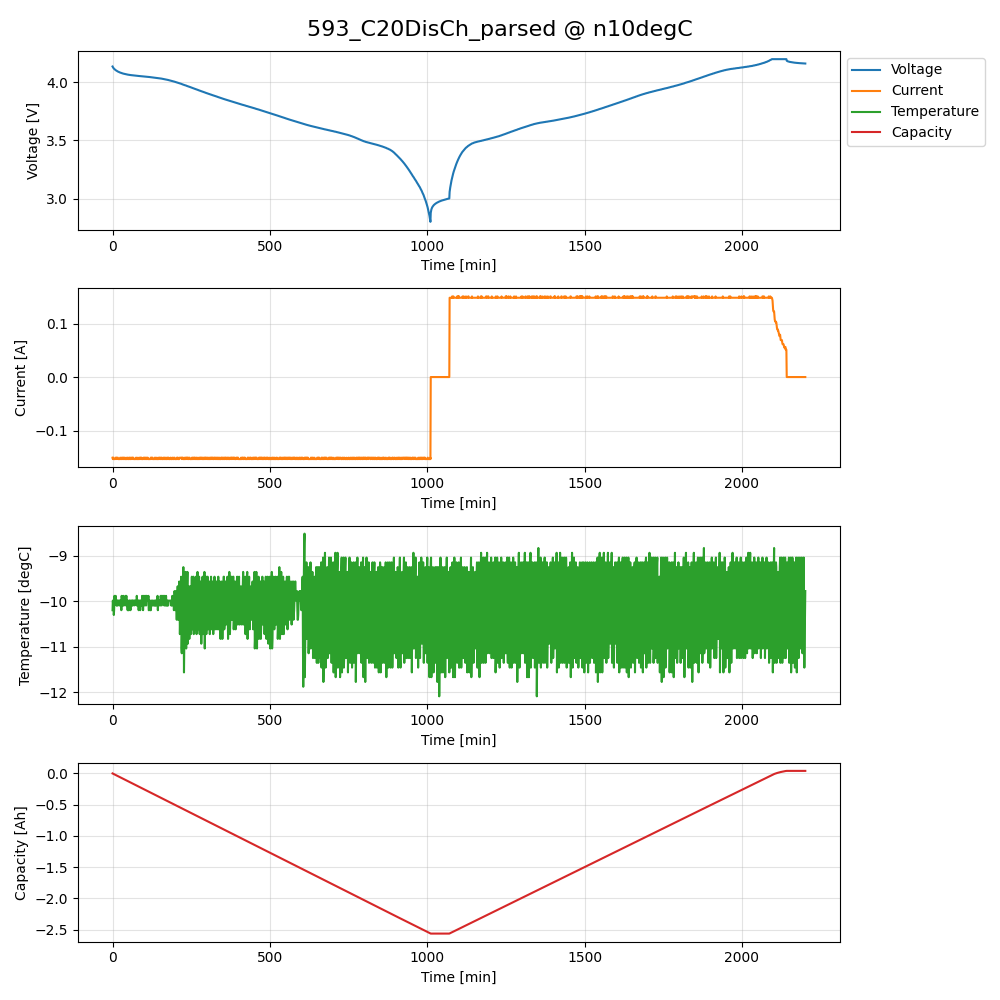 593_C20DisCh_parsed @ n10degC
Voltage [V]
4.0
3.5
3.0
0 500 1000 1500 2000
Time [min]
Voltage
Current
Temperature
Capacity
Current [A]
0.1
0.0
−0.1
0 500 1000 1500 2000
Time [min]
Temperature [degC]
−9
−10
−11
−12
0 500 1000 1500 2000
Time [min]
Capacity [Ah]
0.0
−0.5
−1.0
−1.5
−2.0
−2.5
0 500 1000 1500 2000
Time [min]